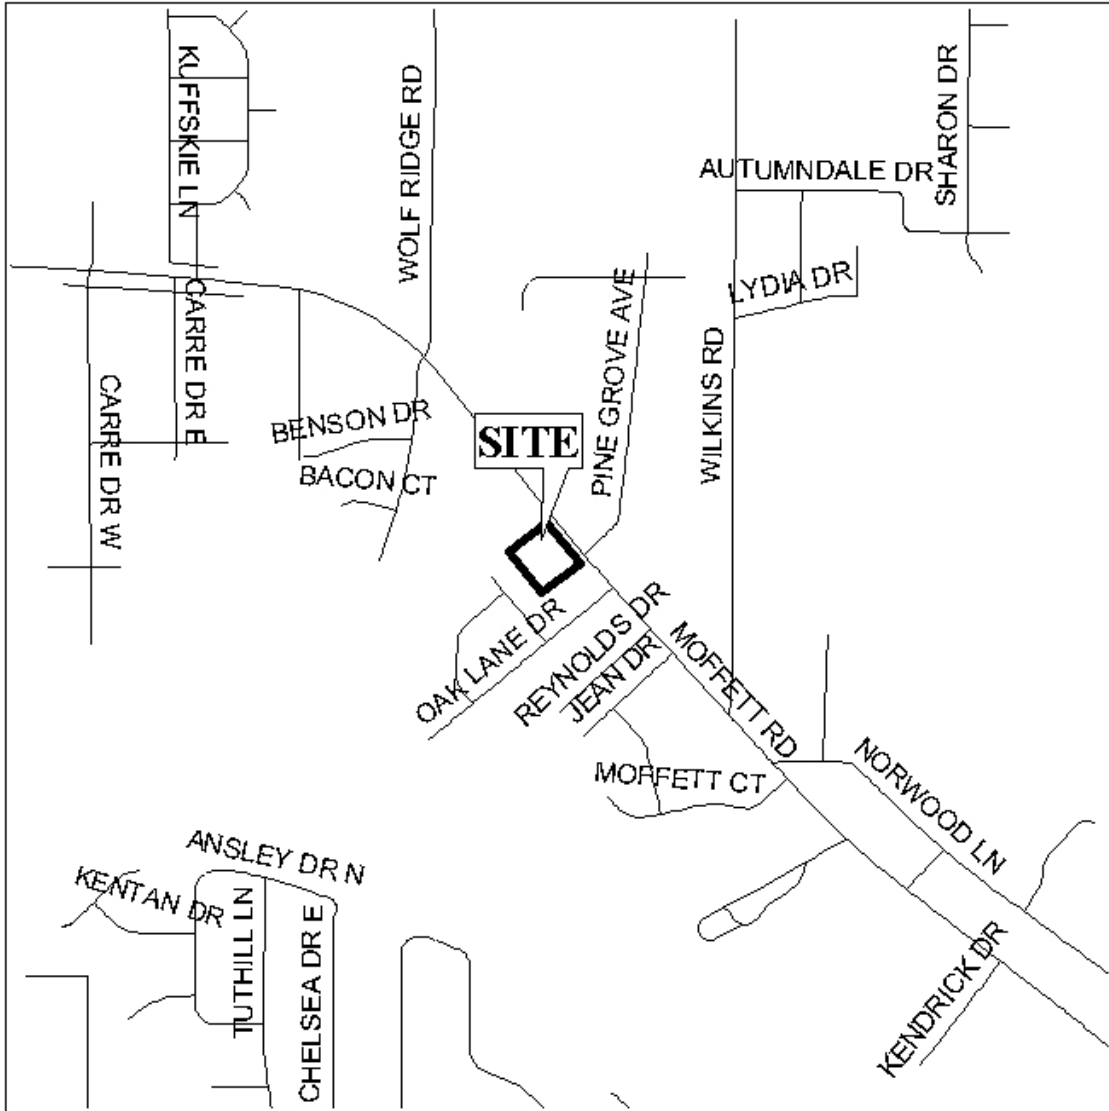 KUFFSKIE LN
WOLF RIDGE RD
SHARON DR
AUTUMNDALE DR
LYDIA DR
PINE GROVE AVE
WILKINS RD
CARRE DR E
CARRE DR W
BENSON DR
BACON CT
SITE
OAK LANE DR
REYNOLDS DR
JEAN DR
MOFFETT RD
MOFFETT CT
NORWOOD LN
KENDRICK DR
ANSLEY DR N
KENTAN DR
TUTHILL LN
CHELSEA DR E